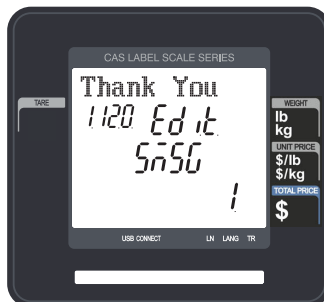 CAS LABEL SCALE SERIES
Thank You
TARE
1120 Edit
WEIGHT
lb
kg
UNIT PRICE
$/lb
$/kg
1
TOTAL PRICE
$
USB CONNECT LN LANG TR